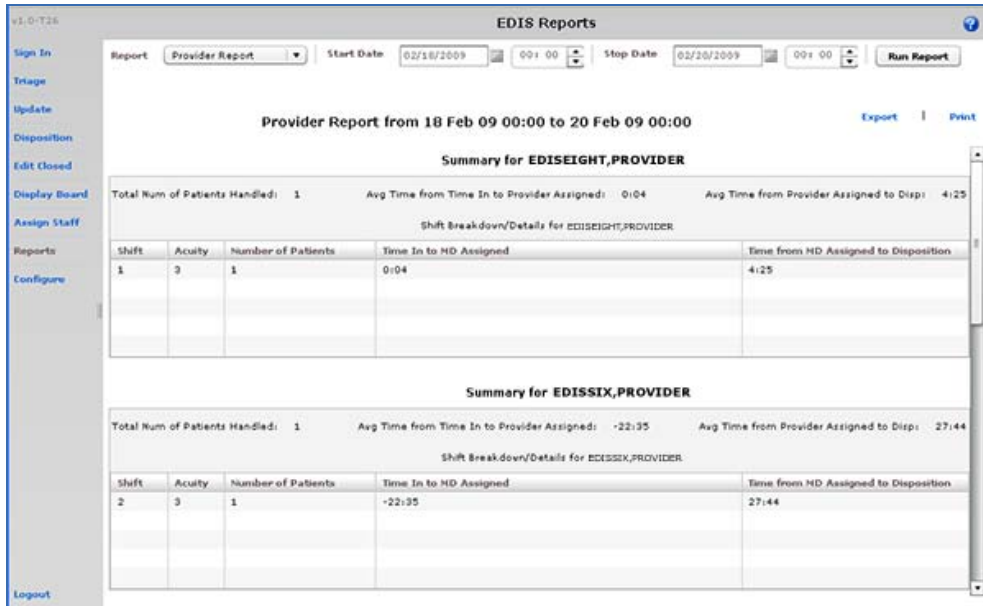 v1.0-T26
EDIS Reports
?
Sign In
Triage
Update
Disposition
Edit Closed
Display Board
Assign Staff
Reports
Configure
Logout
Report Provider Report Start Date 02/18/2009 00: 00 Stop Date 02/20/2009 00: 00 Run Report
Provider Report from 18 Feb 09 00:00 to 20 Feb 09 00:00
Export | Print
Summary for EDISEIGHT,PROVIDER
Total Num of Patients Handled: 1 Avg Time from Time In to Provider Assigned: 0:04 Avg Time from Provider Assigned to Disp: 4:25
Shift Breakdown/Details for EDISEIGHT,PROVIDER
Shift Acuity Number of Patients Time In to MD Assigned Time from MD Assigned to Disposition
1 3 1 0:04 4:25
Summary for EDISSIX,PROVIDER
Total Num of Patients Handled: 1 Avg Time from Time In to Provider Assigned: -22:35 Avg Time from Provider Assigned to Disp: 27:44
Shift Breakdown/Details for EDISSIX,PROVIDER
Shift Acuity Number of Patients Time In to MD Assigned Time from MD Assigned to Disposition
2 3 1 -22:35 27:44